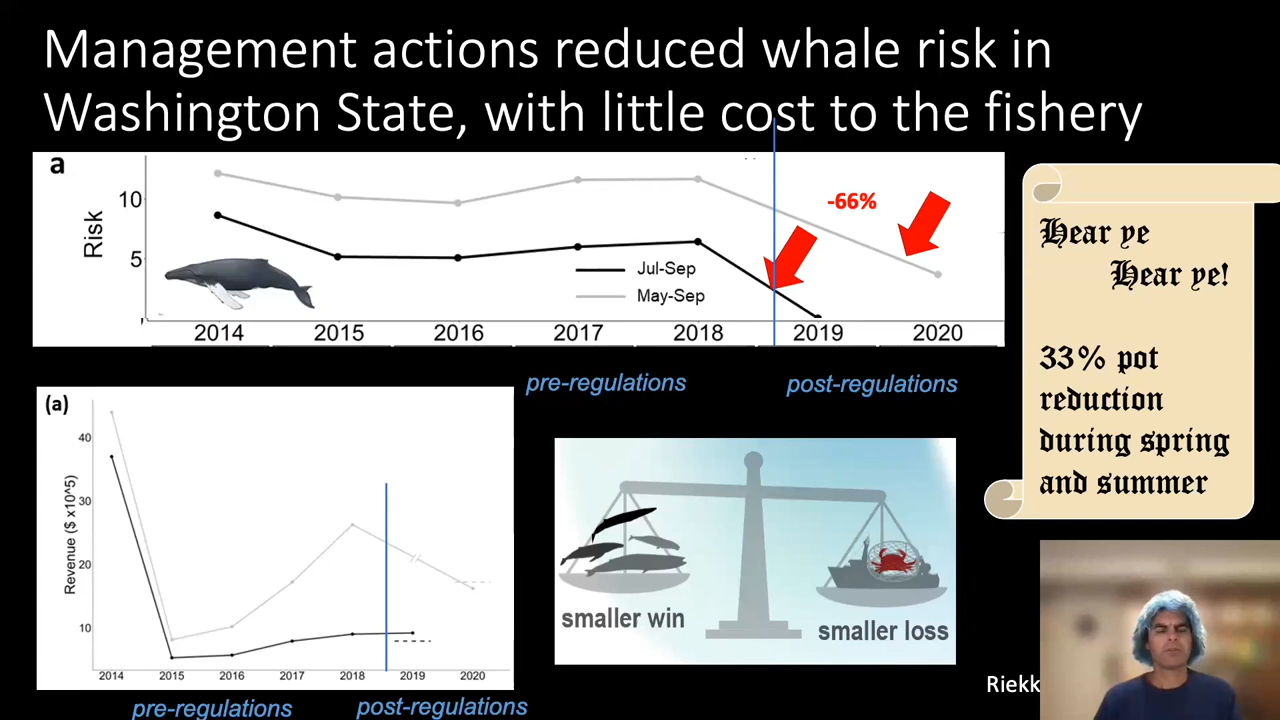 Management actions reduced whale risk in
Washington State, with little cost to the fishery
a
Risk
10
5
-66%
Jul-Sep
May-Sep
2014 2015 2016 2017 2018 2019 2020
pre-regulations post-regulations
Hear ye
Hear ye!
33% pot
reduction
during spring
and summer
(a)
Revenue ($ x10^5)
40
30
20
10
2014 2015 2016 2017 2018 2019 2020
pre-regulations post-regulations
smaller win
smaller loss
Riekk